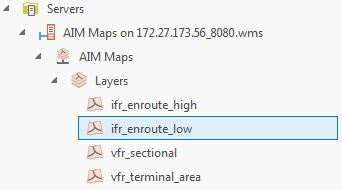 Servers
AIM Maps on 172.27.173.56_8080.wms
AIM Maps
Layers
ifr_enroute_high
ifr_enroute_low
vfr_sectional
vfr_terminal_area